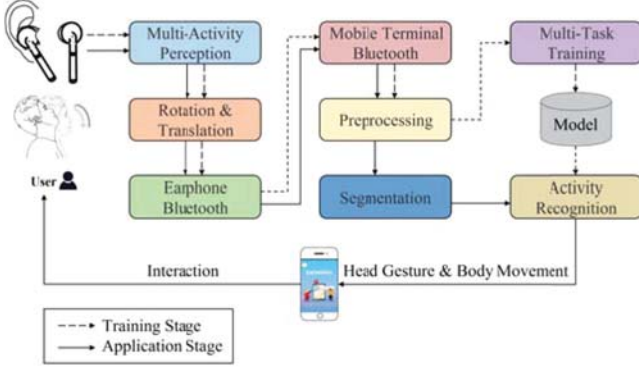 Multi-Activity
Perception
Mobile Terminal
Bluetooth
Multi-Task
Training
Rotation &
Translation
Preprocessing
Model
User
Earphone
Bluetooth
Segmentation
Activity
Recognition
Interaction
Head Gesture & Body Movement
Training Stage
Application Stage